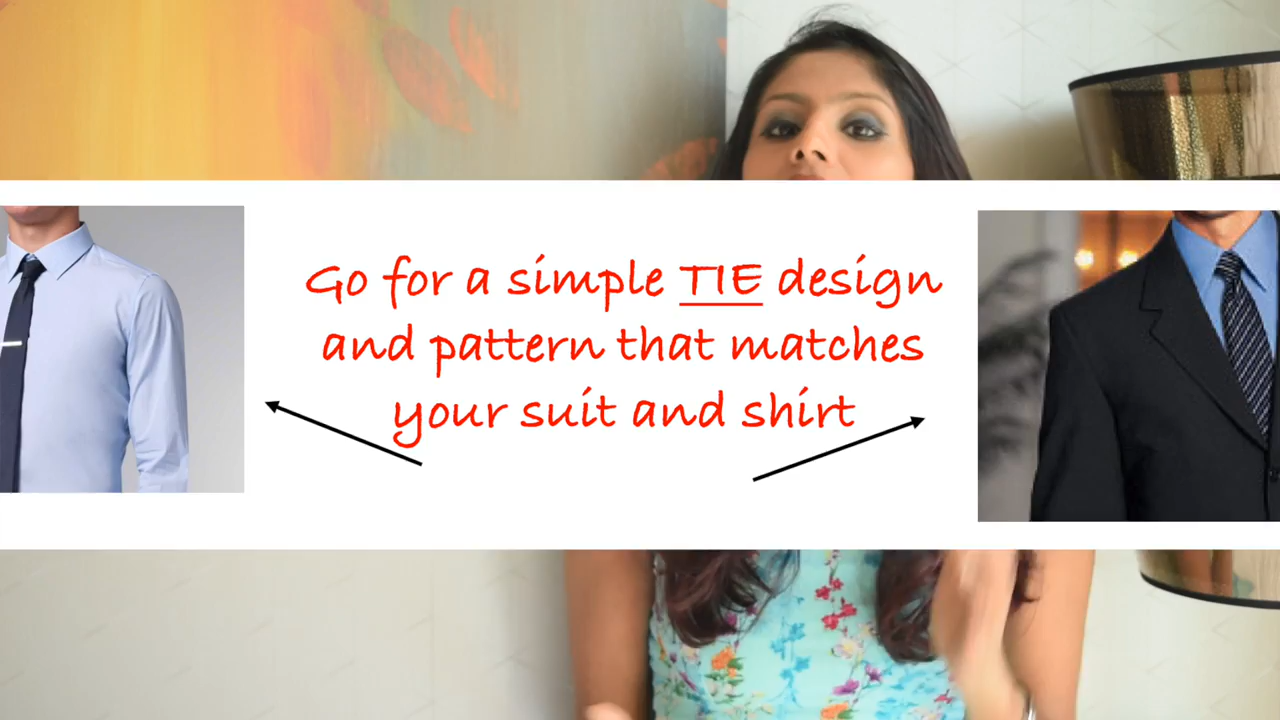 Go for a simple TIE design
and pattern that matches
your suit and shirt